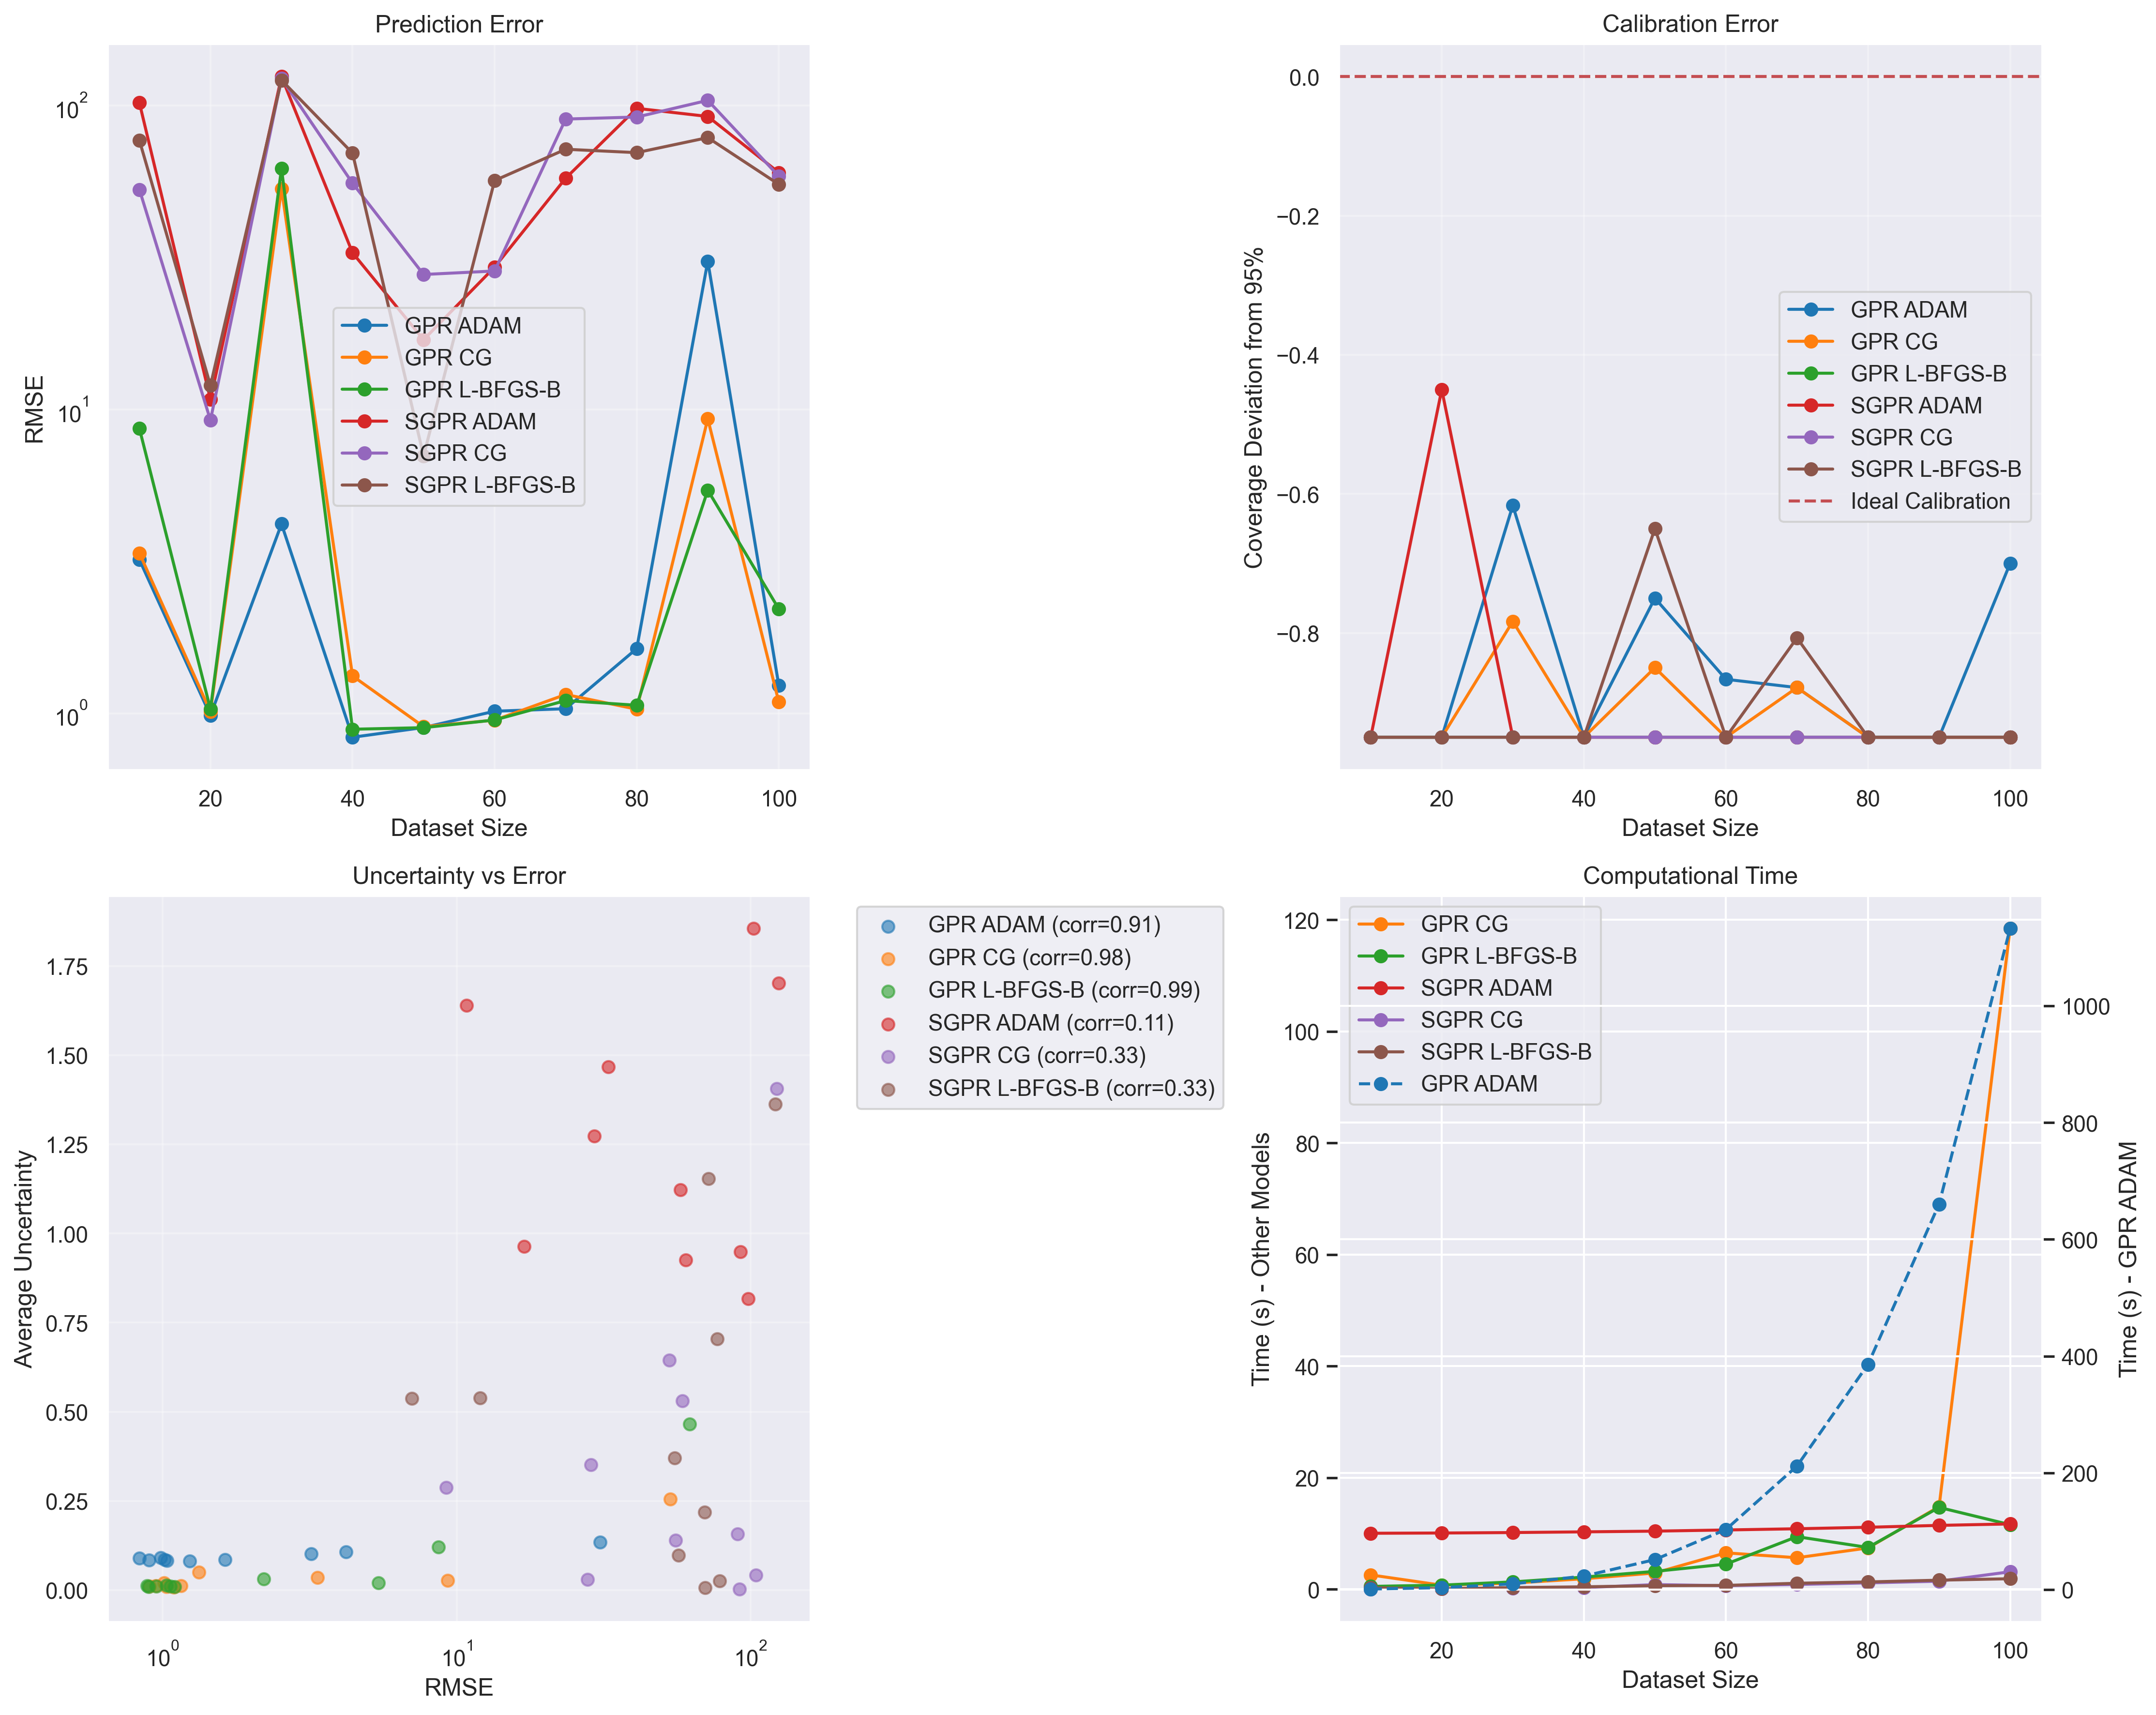 Prediction Error
RMSE
10^2
10^1
10^0
GPR ADAM
GPR CG
GPR L-BFGS-B
SGPR ADAM
SGPR CG
SGPR L-BFGS-B
20 40 60 80 100
Dataset Size
Calibration Error
Coverage Deviation from 95%
0.0
−0.2
−0.4
−0.6
−0.8
GPR ADAM
GPR CG
GPR L-BFGS-B
SGPR ADAM
SGPR CG
SGPR L-BFGS-B
Ideal Calibration
20 40 60 80 100
Dataset Size
Uncertainty vs Error
Average Uncertainty
1.75
1.50
1.25
1.00
0.75
0.50
0.25
0.00
10^0 10^1 10^2
RMSE
GPR ADAM (corr=0.91)
GPR CG (corr=0.98)
GPR L-BFGS-B (corr=0.99)
SGPR ADAM (corr=0.11)
SGPR CG (corr=0.33)
SGPR L-BFGS-B (corr=0.33)
Computational Time
Time (s) - Other Models
120
100
80
60
40
20
0
GPR CG
GPR L-BFGS-B
SGPR ADAM
SGPR CG
SGPR L-BFGS-B
GPR ADAM
1000
800
600
400
200
0
Time (s) - GPR ADAM
20 40 60 80 100
Dataset Size